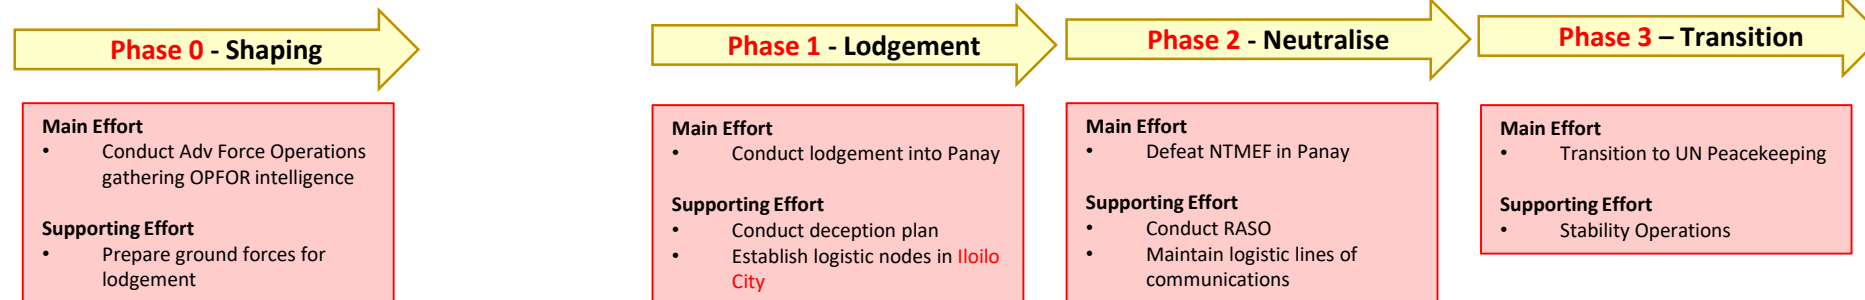 Phase 0 - Shaping
Main Effort
• Conduct Adv Force Operations
gathering OPFOR intelligence
Supporting Effort
• Prepare ground forces for
lodgement
Phase 1 - Lodgement
Main Effort
• Conduct lodgement into Panay
Supporting Effort
• Conduct deception plan
• Establish logistic nodes in Iloilo
City
Phase 2 - Neutralise
Main Effort
• Defeat NTMEF in Panay
Supporting Effort
• Conduct RASO
• Maintain logistic lines of
communications
Phase 3 – Transition
Main Effort
• Transition to UN Peacekeeping
Supporting Effort
• Stability Operations